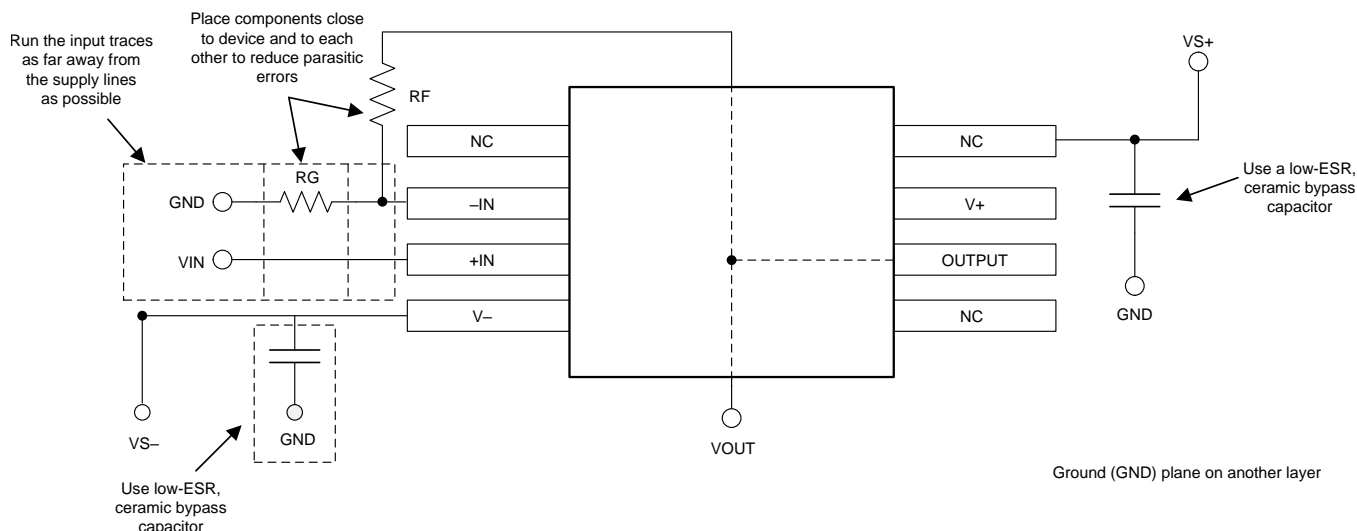 Place components close
to device and to each
other to reduce parasitic
errors
Run the input traces
as far away from
the supply lines
as possible
VS+
RF
NC
NC
Use a low-ESR,
ceramic bypass
capacitor
RG
GND
–IN
V+
VIN
+IN
OUTPUT
V–
NC
GND
VS–
GND
VOUT
Use low-ESR,
ceramic bypass
capacitor
Ground (GND) plane on another layer